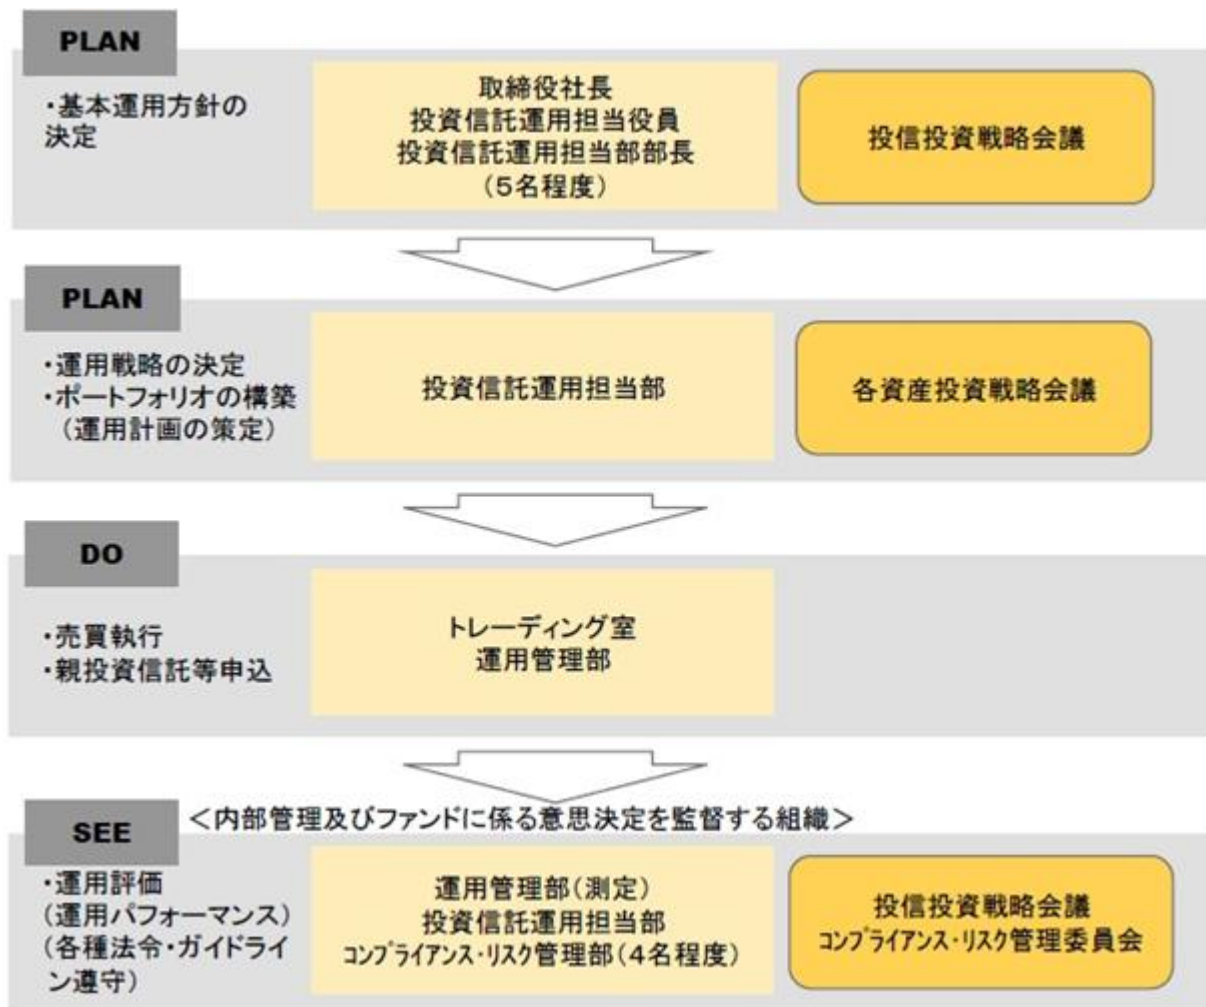 PLAN
・基本運用方針の
決定
取締役社長
投資信託運用担当役員
投資信託運用担当部部長
（５名程度）
投信投資戦略会議
PLAN
・運用戦略の決定
・ポートフォリオの構築
（運用計画の策定）
投資信託運用担当部
各資産投資戦略会議
DO
・売買執行
・親投資信託等申込
トレーディング室
運用管理部
SEE
＜内部管理及びファンドに係る意思決定を監督する組織＞
・運用評価
（運用パフォーマンス）
（各種法令・ガイドライ
ン遵守）
運用管理部（測定）
投資信託運用担当部
ｺﾝﾌﾟﾗｲｱﾝｽ・ﾘｽｸ管理部（４名程度）
投信投資戦略会議
ｺﾝﾌﾟﾗｲｱﾝｽ・ﾘｽｸ管理委員会